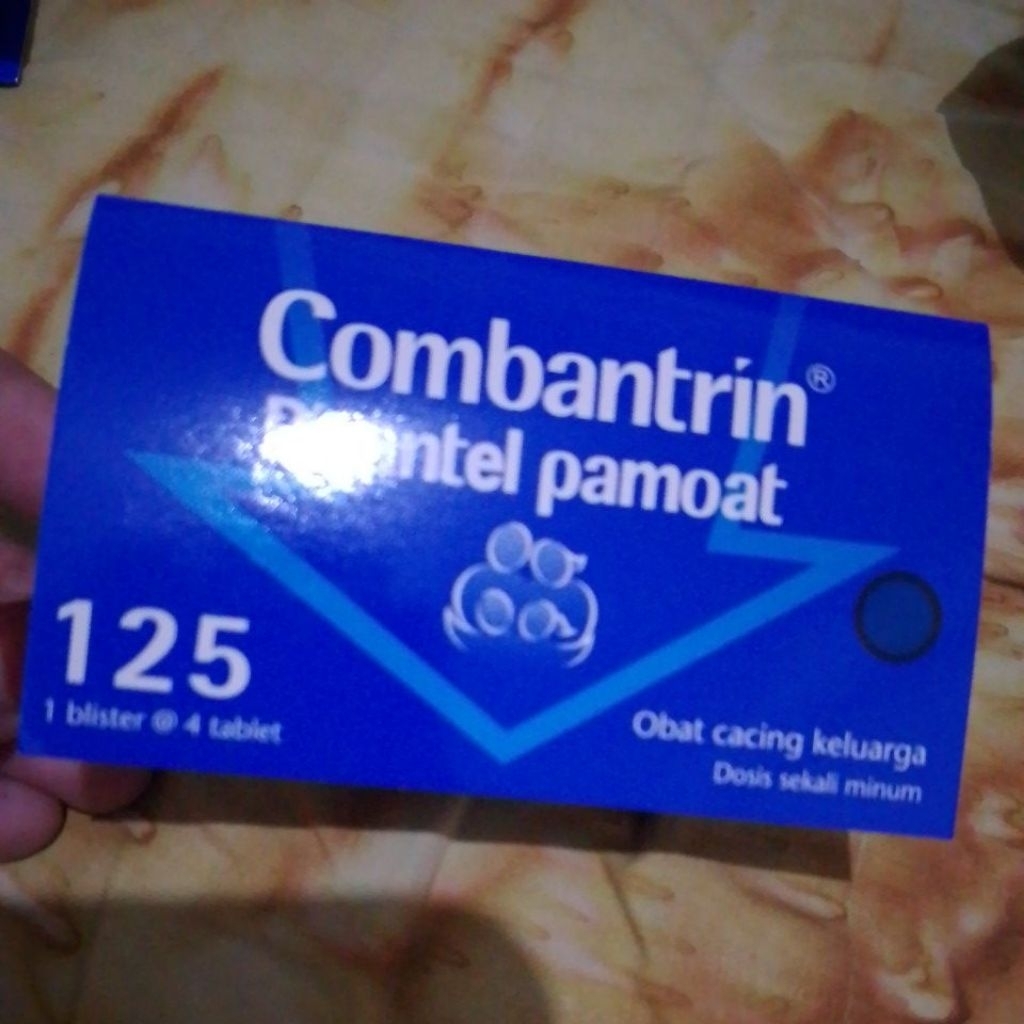 Combantrin®
pamoat
125
1 blister @ 4 tablet
Obat cacing keluarga
Dosis sekali minum